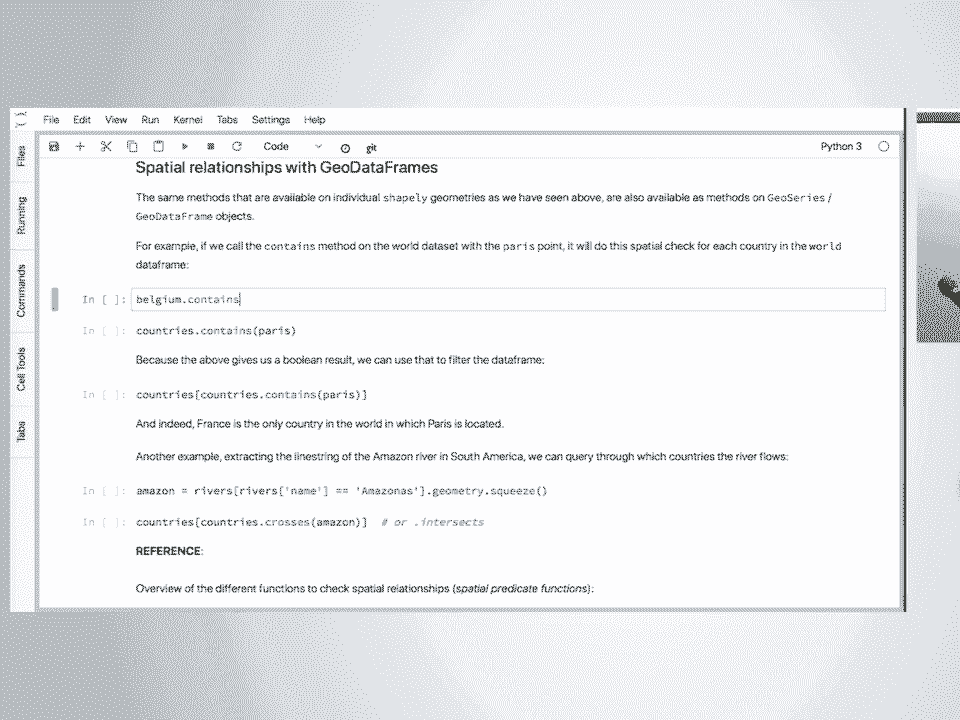 File Edit View Run Kernel Tabs Settings Help
Files
Running
Commands
Cell Tools
Tabs
Code
git
Python 3
Spatial relationships with GeoDataFrames
The same methods that are available on individual shapely geometries as we have seen above, are also available as methods on GeoSeries /
GeoDataFrame objects.
For example, if we call the contains method on the world dataset with the paris point, it will do this spatial check for each country in the world
dataframe:
In [ ]: belgium.contains
In [ ]: countries.contains(paris)
Because the above gives us a boolean result, we can use that to filter the dataframe:
In [ ]: countries[countries.contains(paris)]
And indeed, France is the only country in the world in which Paris is located.
Another example, extracting the linestring of the Amazon river in South America, we can query through which countries the river flows:
In [ ]: amazon = rivers[rivers['name'] == 'Amazonas'].geometry.squeeze()
In [ ]: countries[countries.crosses(amazon)]  # or .intersects
REFERENCE:
Overview of the different functions to check spatial relationships (spatial predicate functions):